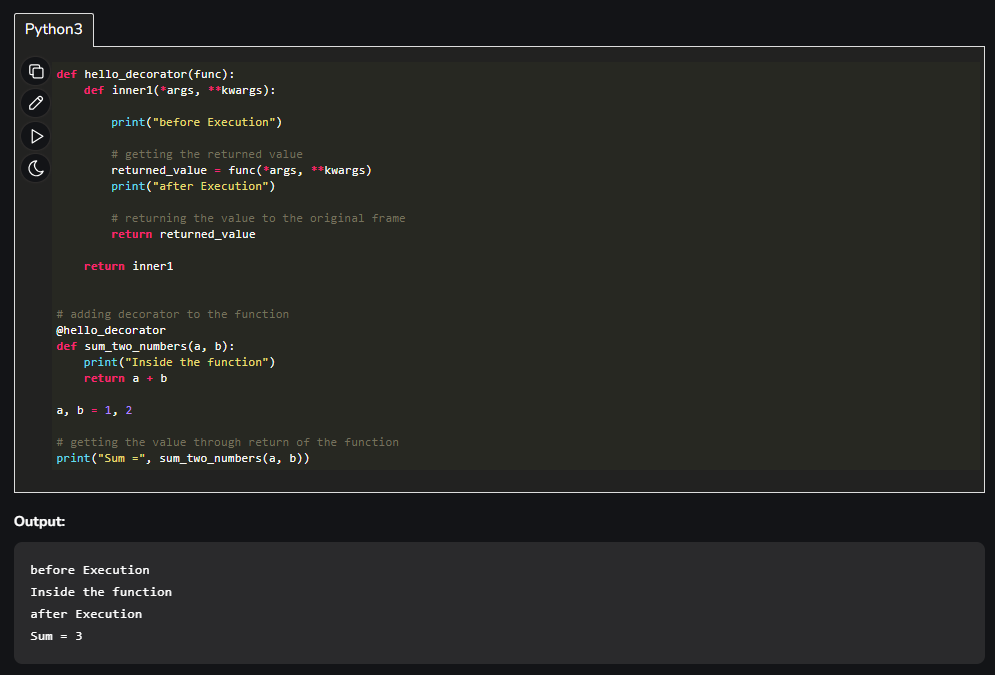 Python3
def hello_decorator(func):
    def inner1(*args, **kwargs):
        print("before Execution")
        # getting the returned value
        returned_value = func(*args, **kwargs)
        print("after Execution")
        # returning the value to the original frame
        return returned_value
    return inner1
# adding decorator to the function
@hello_decorator
def sum_two_numbers(a, b):
    print("Inside the function")
    return a + b
a, b = 1, 2
# getting the value through return of the function
print("Sum =", sum_two_numbers(a, b))
Output:
before Execution
Inside the function
after Execution
Sum = 3